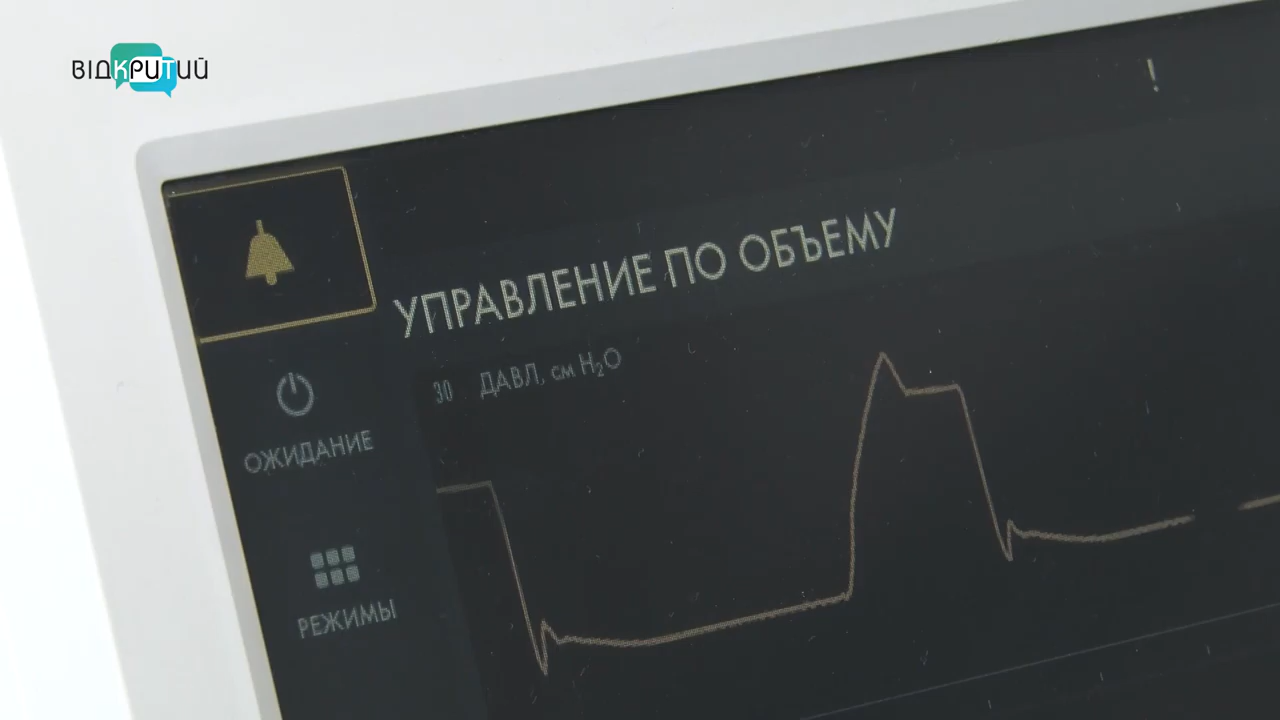 ВІДКРИТИЙ
!
УПРАВЛЕНИЕ ПО ОБЪЕМУ
30 ДАВЛ, см H₂O
ОЖИДАНИЕ
РЕЖИМЫ